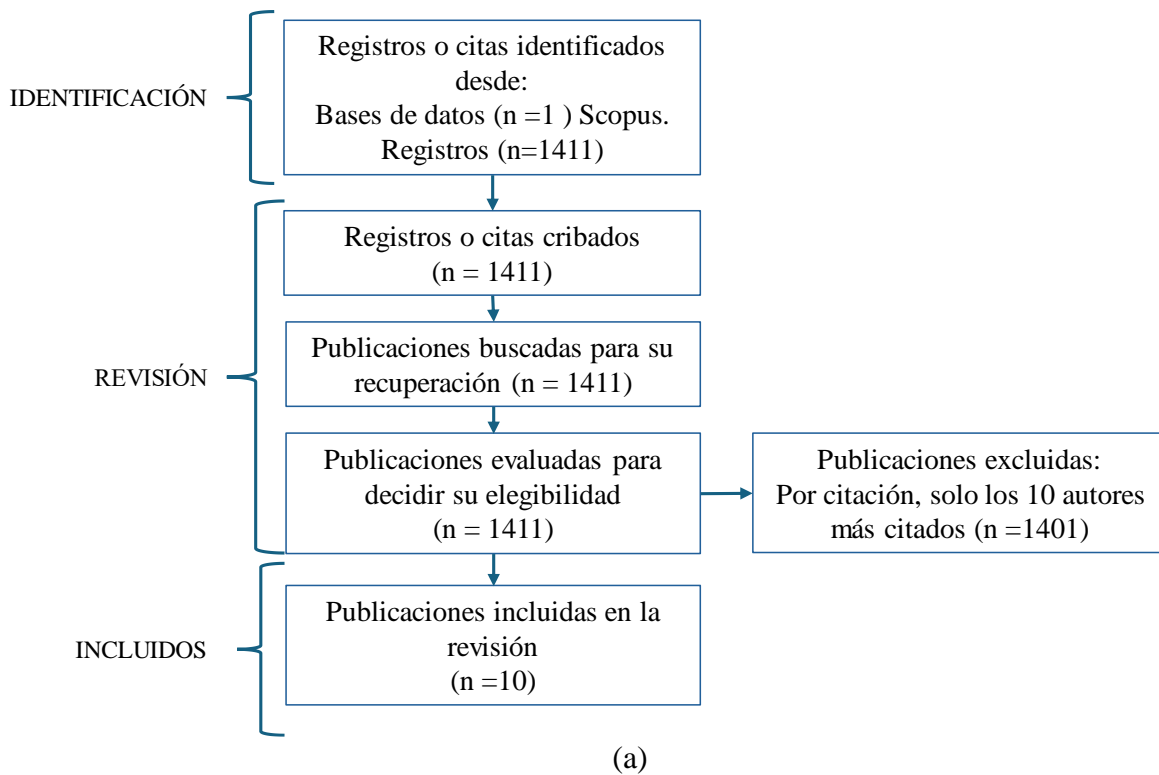 IDENTIFICACIÓN
Registros o citas identificados
desde:
Bases de datos (n =1 ) Scopus.
Registros (n=1411)
REVISIÓN
Registros o citas cribados
(n = 1411)
Publicaciones buscadas para su
recuperación (n = 1411)
Publicaciones evaluadas para
decidir su elegibilidad
(n = 1411)
Publicaciones excluidas:
Por citación, solo los 10 autores
más citados (n =1401)
INCLUIDOS
Publicaciones incluidas en la
revisión
(n =10)
(a)